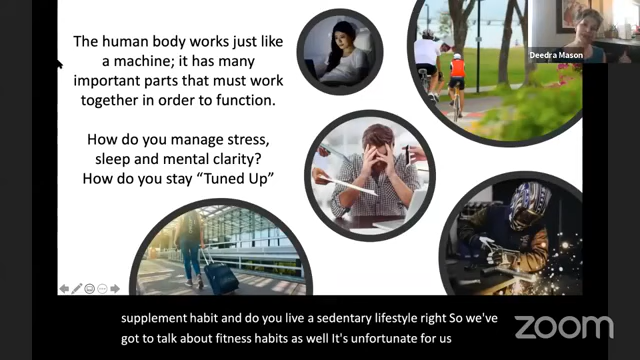 The human body works just like
a machine; it has many
important parts that must work
together in order to function.
How do you manage stress,
sleep and mental clarity?
How do you stay “Tuned Up”
Deedra Mason
supplement habit and do you live a sedentary lifestyle right So we've
got to talk about fitness habits as well It's unfortunate for us
zoom